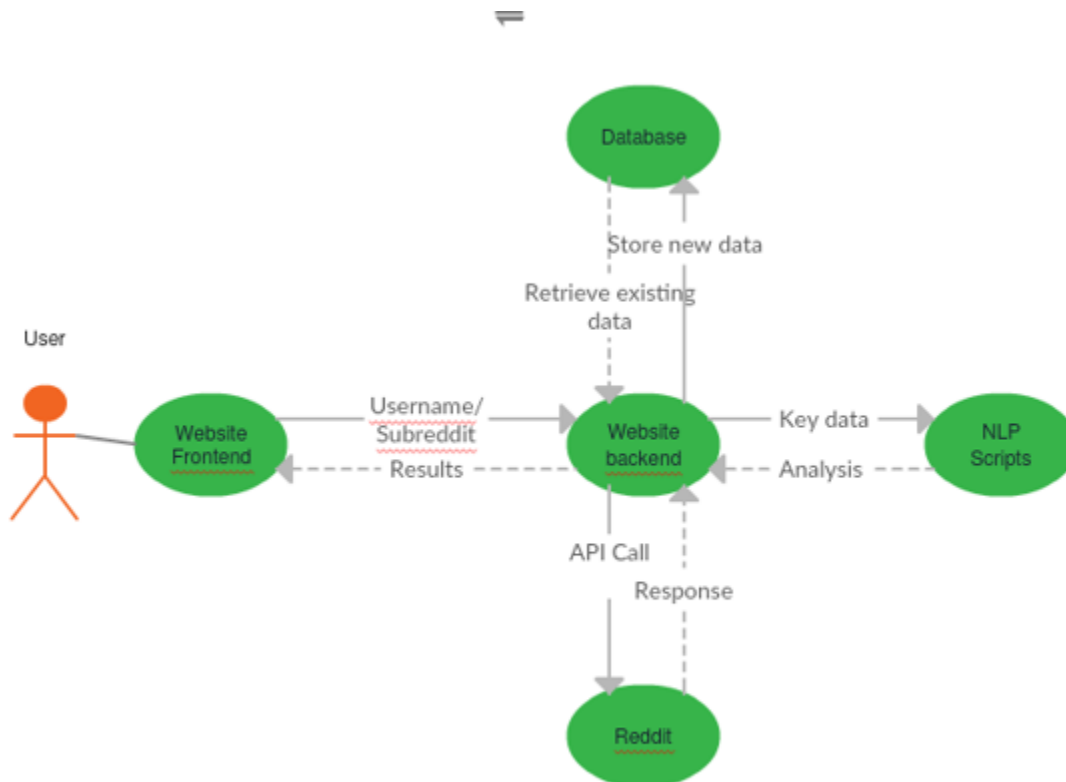 Database
Store new data
Retrieve existing
data
User
Website
Frontend
Username/
Subreddit
Results
Website
backend
Key data
Analysis
NLP
Scripts
API Call
Response
Reddit